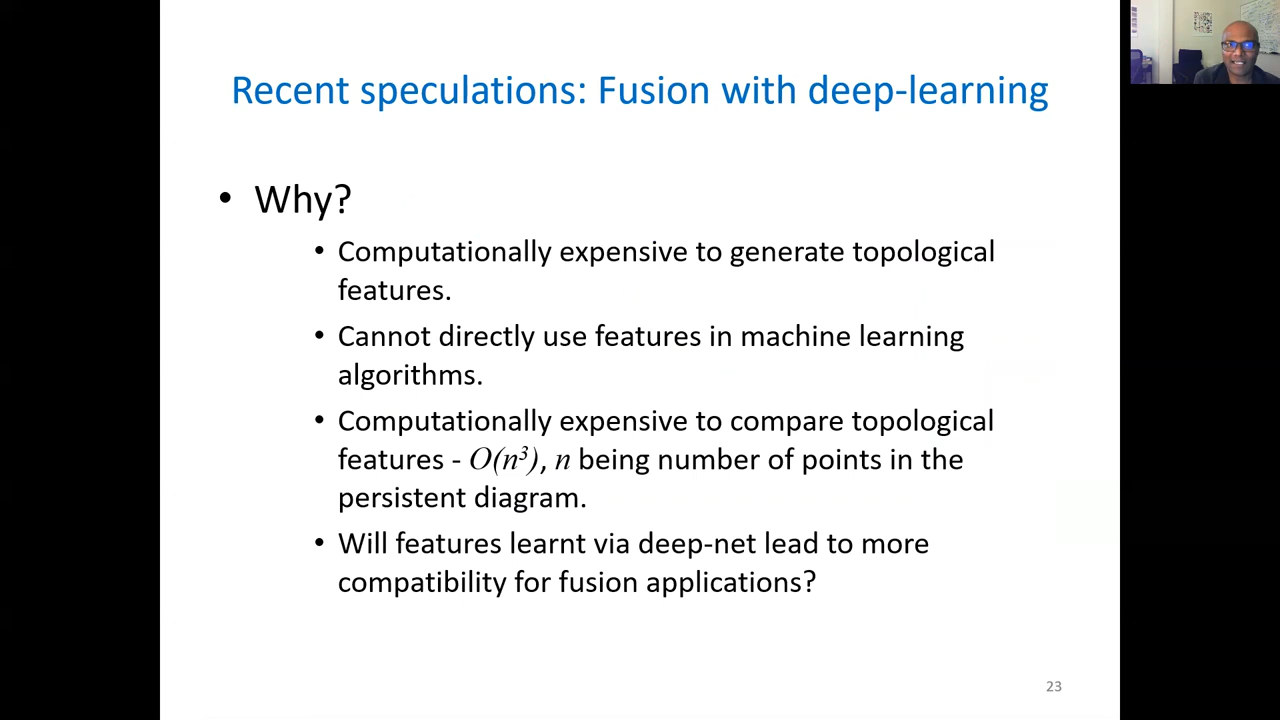 Recent speculations: Fusion with deep-learning
• Why?
• Computationally expensive to generate topological
features.
• Cannot directly use features in machine learning
algorithms.
• Computationally expensive to compare topological
features - O(n³), n being number of points in the
persistent diagram.
• Will features learnt via deep-net lead to more
compatibility for fusion applications?
23